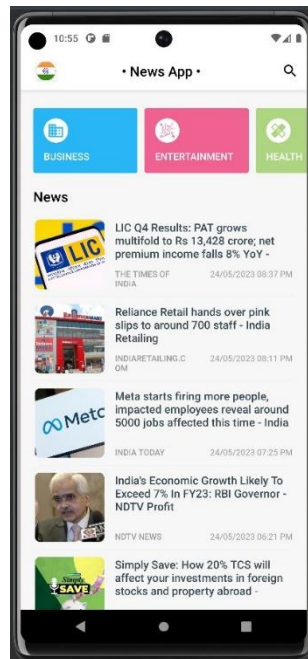 10:55
• News App •
BUSINESS
ENTERTAINMENT
HEALTH
News
LIC
LIC Q4 Results: PAT grows
multifold to Rs 13,428 crore; net
premium income falls 8% YoY -
THE TIMES OF
INDIA
24/05/2023 08:37 PM
Reliance Retail hands over pink
slips to around 700 staff - India
Retailing
INDIARETAILING.C
OM
24/05/2023 08:11 PM
Meta
Meta starts firing more people,
impacted employees reveal around
5000 jobs affected this time - India
INDIA TODAY
24/05/2023 07:25 PM
India's Economic Growth Likely To
Exceed 7% In FY23: RBI Governor -
NDTV Profit
NDTV NEWS
24/05/2023 06:21 PM
Simply
SAVE
Simply Save: How 20% TCS will
affect your investments in foreign
stocks and property abroad -